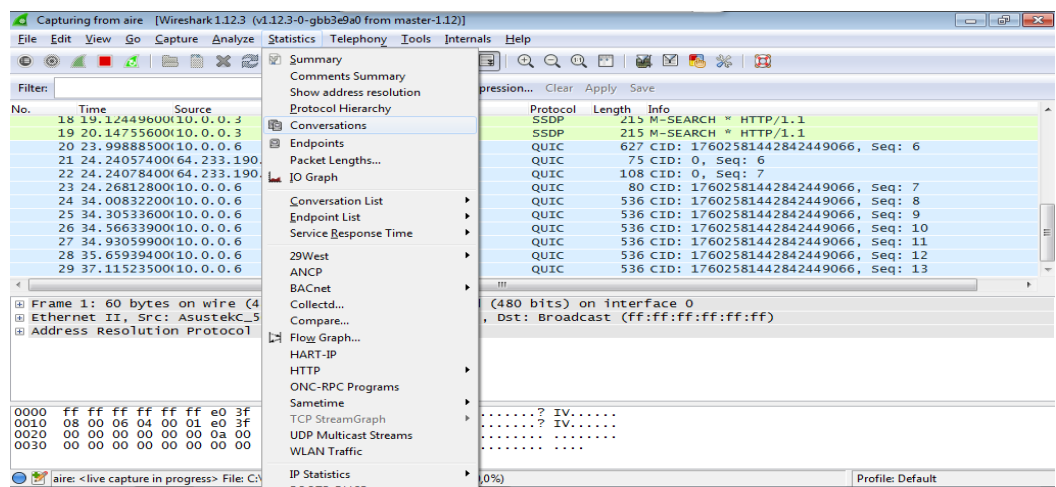 Capturing from aire [Wireshark 1.12.3 (v1.12.3-0-gbb3e9a0 from master-1.12)]
File Edit View Go Capture Analyze Statistics Telephony Tools Internals Help
Filter: pression... Clear Apply Save
No. Time Source Protocol Length Info
18 19.12449600(10.0.0.3 SSDP 215 M-SEARCH * HTTP/1.1
19 20.14755600(10.0.0.3 SSDP 215 M-SEARCH * HTTP/1.1
20 23.99888500(10.0.0.6 QUIC 627 CID: 17602581442842449066, Seq: 6
21 24.24057400(64.233.190. QUIC 75 CID: 0, Seq: 6
22 24.24078400(64.233.190. QUIC 108 CID: 0, Seq: 7
23 24.26812800(10.0.0.6 QUIC 80 CID: 17602581442842449066, Seq: 7
24 34.00832200(10.0.0.6 QUIC 536 CID: 17602581442842449066, Seq: 8
25 34.30533600(10.0.0.6 QUIC 536 CID: 17602581442842449066, Seq: 9
26 34.56633900(10.0.0.6 QUIC 536 CID: 17602581442842449066, Seq: 10
27 34.93059900(10.0.0.6 QUIC 536 CID: 17602581442842449066, Seq: 11
28 35.65939400(10.0.0.6 QUIC 536 CID: 17602581442842449066, Seq: 12
29 37.11523500(10.0.0.6 QUIC 536 CID: 17602581442842449066, Seq: 13
Summary
Comments Summary
Show address resolution
Protocol Hierarchy
Conversations
Endpoints
Packet Lengths...
IO Graph
Conversation List
Endpoint List
Service Response Time
29West
ANCP
BACnet
Collectd...
Compare...
Flow Graph...
HART-IP
HTTP
ONC-RPC Programs
Sametime
TCP StreamGraph
UDP Multicast Streams
WLAN Traffic
IP Statistics
Frame 1: 60 bytes on wire (4 (480 bits) on interface 0
Ethernet II, Src: AsustekC_5 , Dst: Broadcast (ff:ff:ff:ff:ff:ff)
Address Resolution Protocol
0000 ff ff ff ff ff ff e0 3f .......? IV......
0010 08 00 06 04 00 01 e0 3f .......? IV......
0020 00 00 00 00 00 00 0a 00 ........ ........
0030 00 00 00 00 00 00 00 00 ........ ....
aire: <live capture in progress> File: C:\ ,0%) Profile: Default